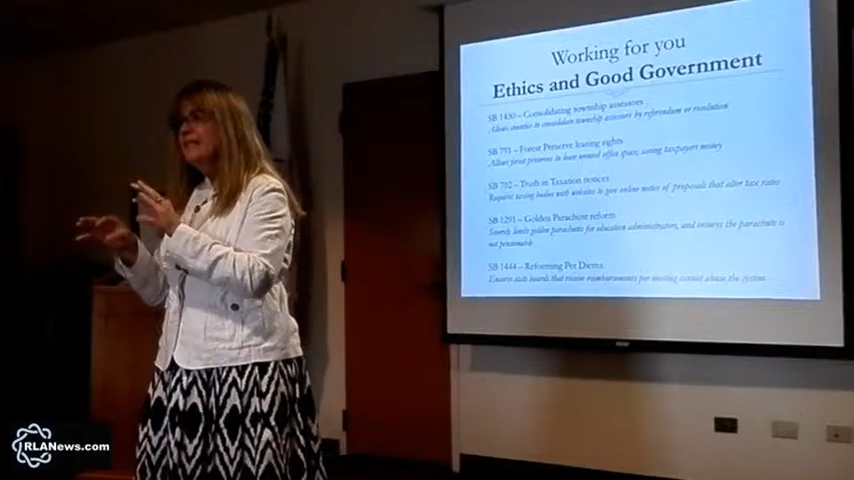 Working for you
Ethics and Good Government
SB 1430 – Consolidating township assessors
Allows counties to consolidate township assessors by referendum or resolution
SB 751 – Forest Preserve leasing rights
Allows forest preserves to lease unused office space, saving taxpayers money
SB 792 – Truth in Taxation notices
Requires taxing bodies with websites to give online notice of proposals that alter tax rates
SB 1291 – Golden Parachute reform
limits golden parachutes for education administrators, and ensures the parachute is
not pensionable
SB 1444 – Reforming Per Diems
Ensures state boards that receive reimbursements per meeting cannot abuse the system
RLANews.com